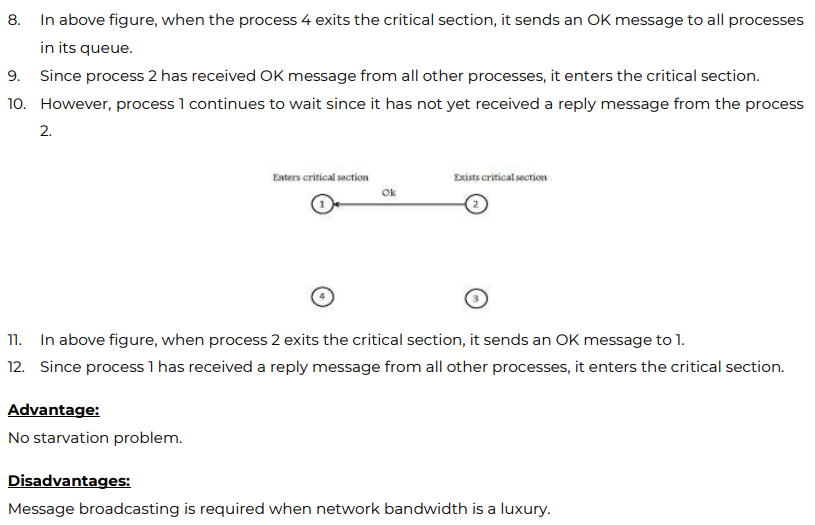 8. In above figure, when the process 4 exits the critical section, it sends an OK message to all processes
in its queue.
9. Since process 2 has received OK message from all other processes, it enters the critical section.
10. However, process 1 continues to wait since it has not yet received a reply message from the process
2.
Enters critical section Exists critical section
Ok
1 2
4 3
11. In above figure, when process 2 exits the critical section, it sends an OK message to 1.
12. Since process 1 has received a reply message from all other processes, it enters the critical section.
Advantage:
No starvation problem.
Disadvantages:
Message broadcasting is required when network bandwidth is a luxury.